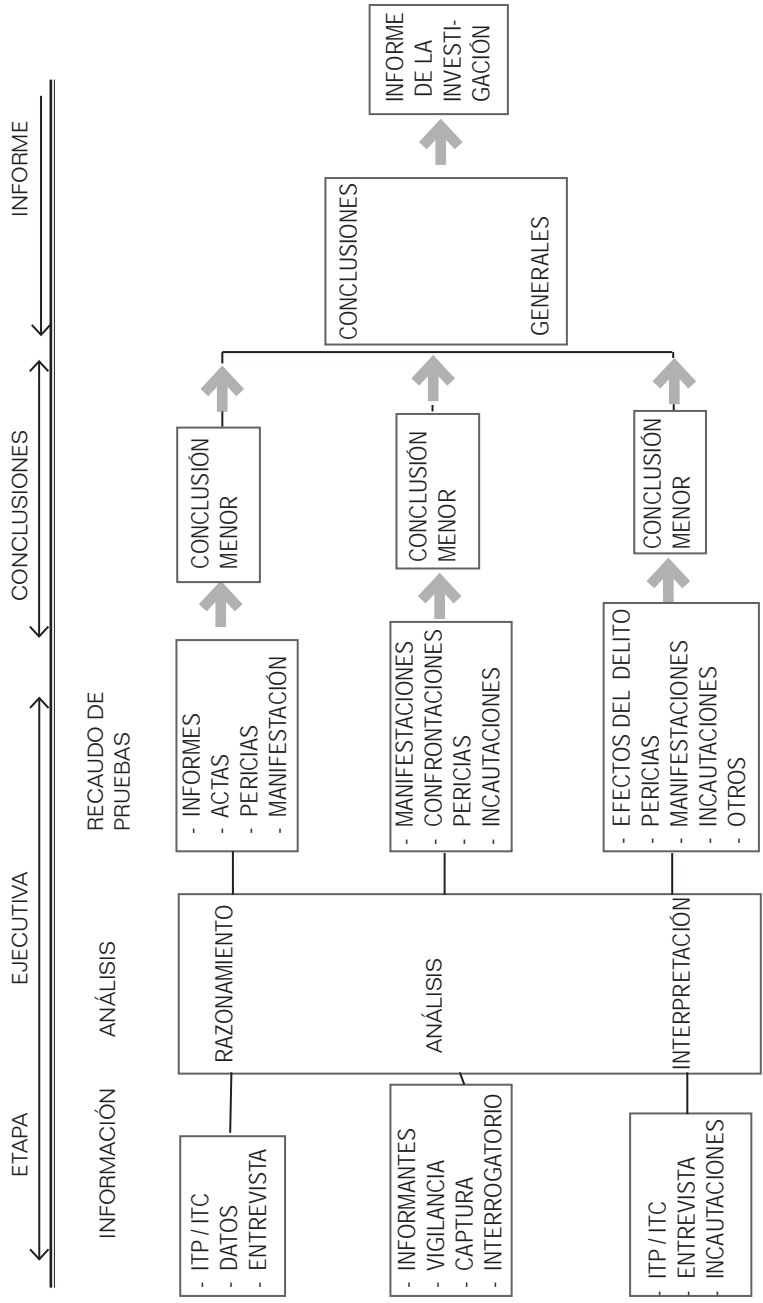 ETAPA EJECUTIVA CONCLUSIONES INFORME
INFORMACIÓN ANÁLISIS RECAUDO DE
PRUEBAS
- ITP / ITC
- DATOS
- ENTREVISTA
RAZONAMIENTO
- INFORMES
- ACTAS
- PERICIAS
- MANIFESTACIÓN
CONCLUSIÓN
MENOR
- INFORMANTES
- VIGILANCIA
- CAPTURA
- INTERROGATORIO
ANÁLISIS
- MANIFESTACIONES
- CONFRONTACIONES
- PERICIAS
- INCAUTACIONES
CONCLUSIÓN
MENOR
- ITP / ITC
- ENTREVISTA
- INCAUTACIONES
INTERPRETACIÓN
- EFECTOS DEL DELITO
- PERICIAS
- MANIFESTACIONES
- INCAUTACIONES
- OTROS
CONCLUSIÓN
MENOR
CONCLUSIONES
GENERALES
INFORME
DE LA
INVESTI-
GACIÓN